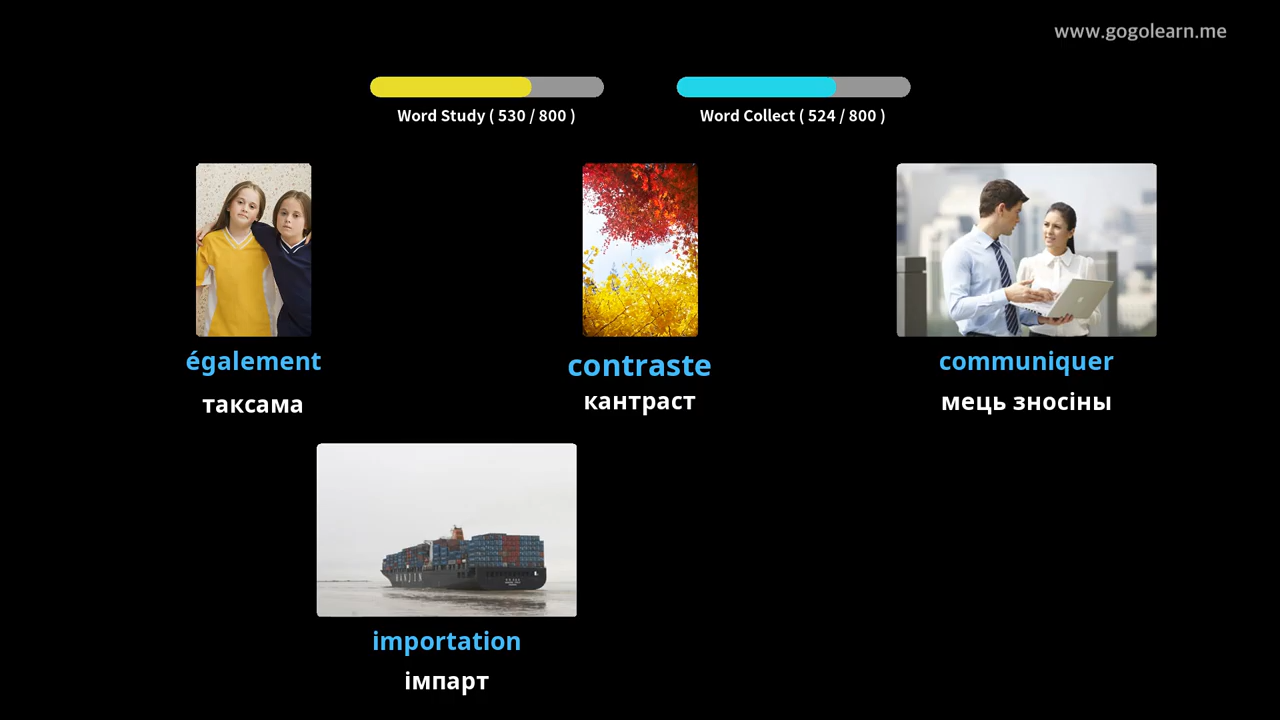 www.gogolearn.me
Word Study ( 530 / 800 )
Word Collect ( 524 / 800 )
également
contraste
communiquer
таксама
кантраст
мець зносіны
HANJIN
importation
імпарт